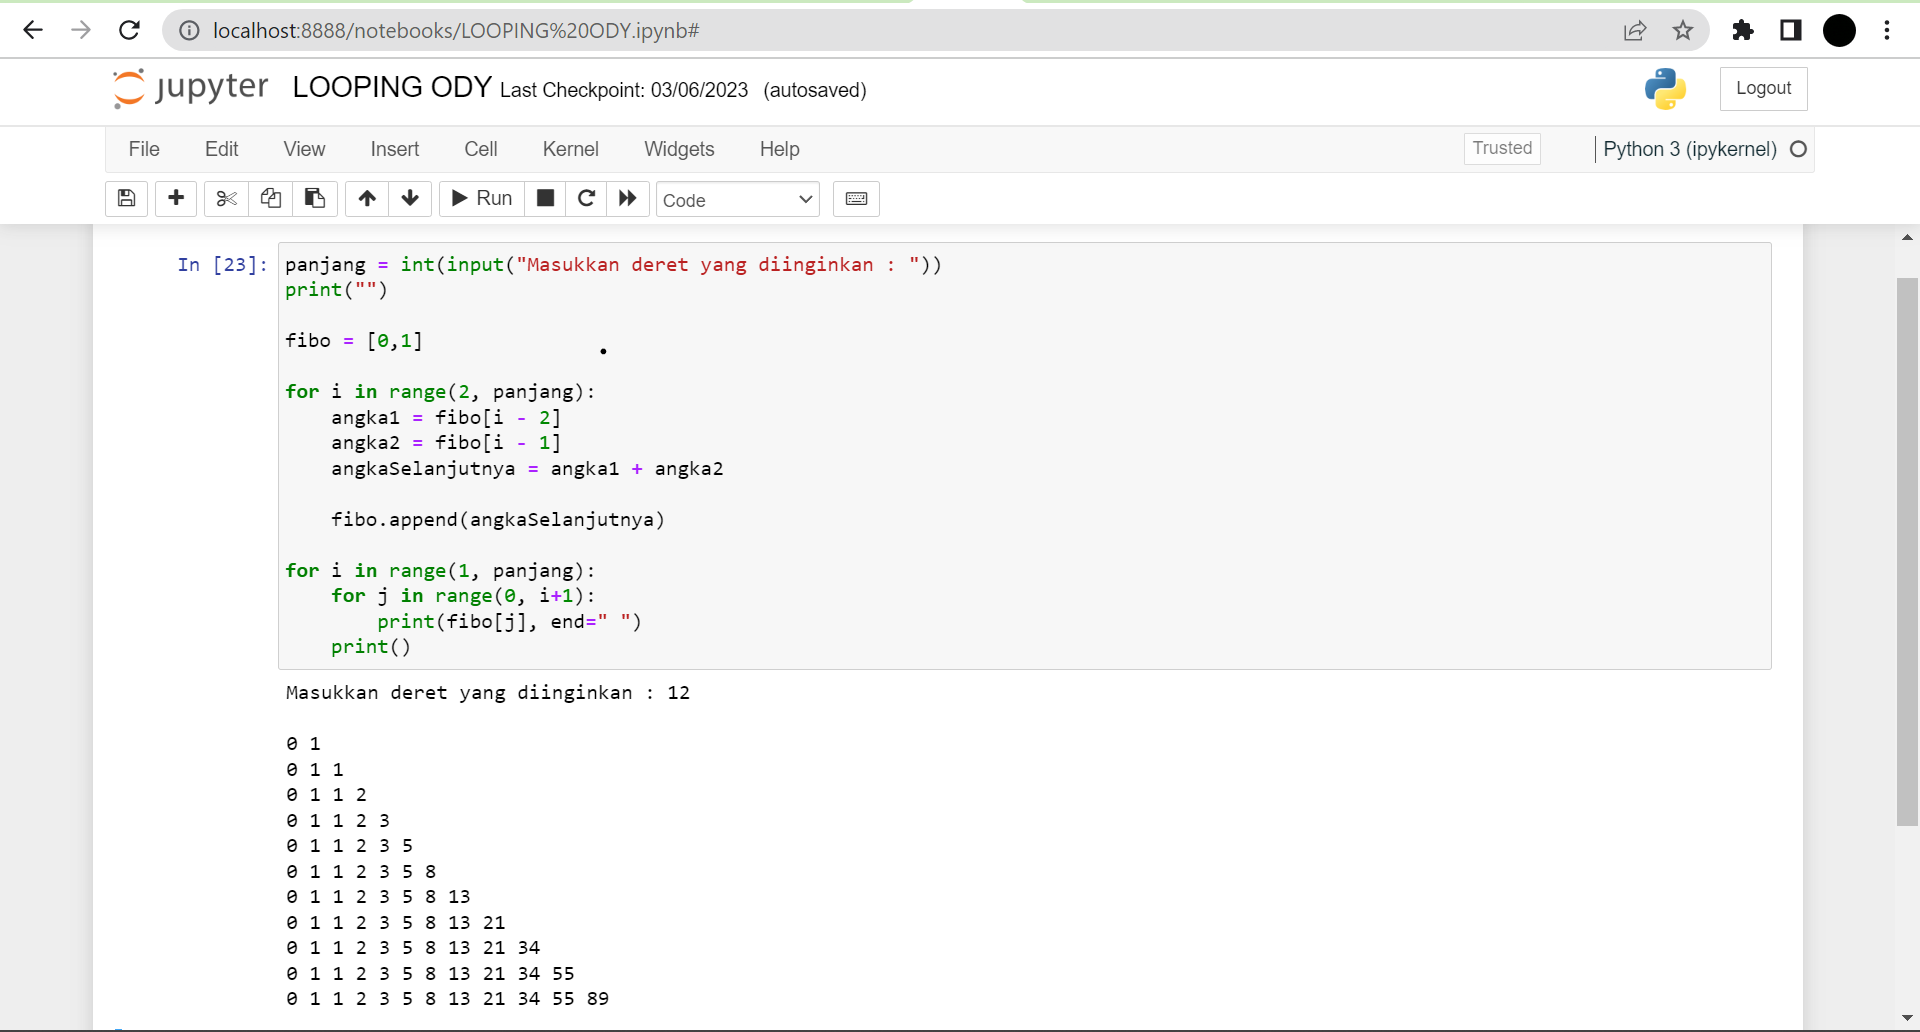 localhost:8888/notebooks/LOOPING%20ODY.ipynb#
jupyter LOOPING ODY Last Checkpoint: 03/06/2023 (autosaved) Logout
File Edit View Insert Cell Kernel Widgets Help Trusted Python 3 (ipykernel)
Run Code
In [23]: panjang = int(input("Masukkan deret yang diinginkan : "))
print("")
fibo = [0,1]
for i in range(2, panjang):
    angka1 = fibo[i - 2]
    angka2 = fibo[i - 1]
    angkaSelanjutnya = angka1 + angka2
    fibo.append(angkaSelanjutnya)
for i in range(1, panjang):
    for j in range(0, i+1):
        print(fibo[j], end=" ")
    print()
Masukkan deret yang diinginkan : 12
0 1
0 1 1
0 1 1 2
0 1 1 2 3
0 1 1 2 3 5
0 1 1 2 3 5 8
0 1 1 2 3 5 8 13
0 1 1 2 3 5 8 13 21
0 1 1 2 3 5 8 13 21 34
0 1 1 2 3 5 8 13 21 34 55
0 1 1 2 3 5 8 13 21 34 55 89